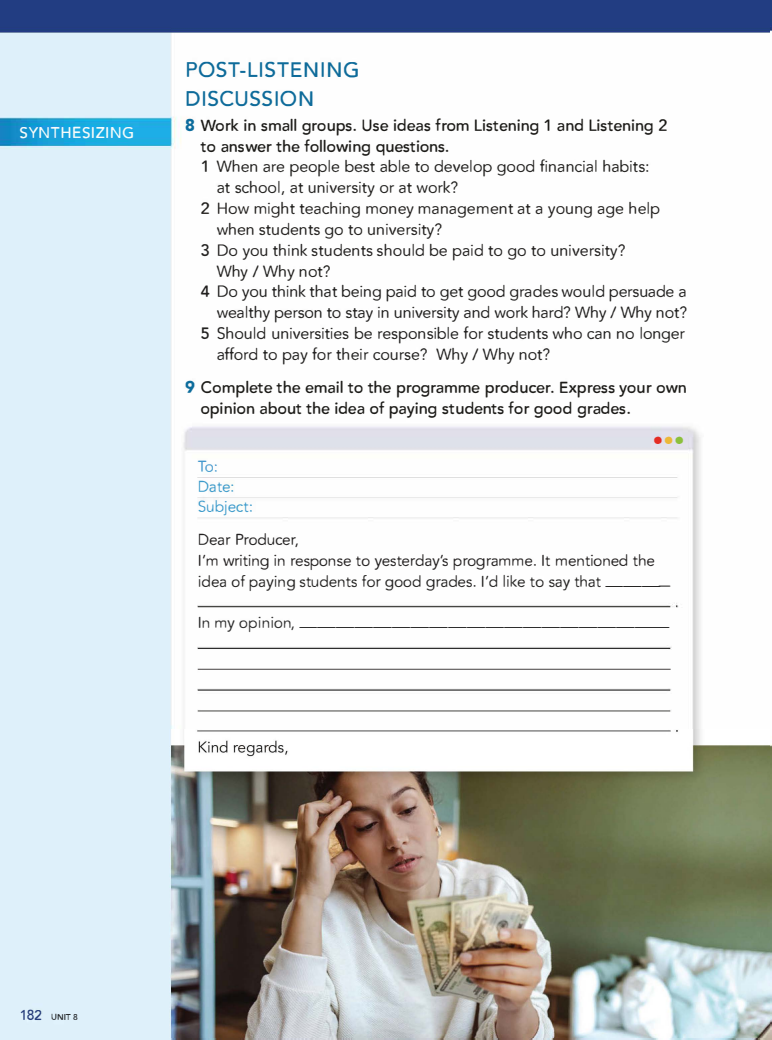 POST-LISTENING
DISCUSSION
SYNTHESIZING
8 Work in small groups. Use ideas from Listening 1 and Listening 2
to answer the following questions.
1 When are people best able to develop good financial habits:
at school, at university or at work?
2 How might teaching money management at a young age help
when students go to university?
3 Do you think students should be paid to go to university?
Why / Why not?
4 Do you think that being paid to get good grades would persuade a
wealthy person to stay in university and work hard? Why / Why not?
5 Should universities be responsible for students who can no longer
afford to pay for their course? Why / Why not?
9 Complete the email to the programme producer. Express your own
opinion about the idea of paying students for good grades.
To:
Date:
Subject:
Dear Producer,
I'm writing in response to yesterday's programme. It mentioned the
idea of paying students for good grades. I'd like to say that _______
_______ .
In my opinion, _______
_______ .
Kind regards,
182 UNIT 8